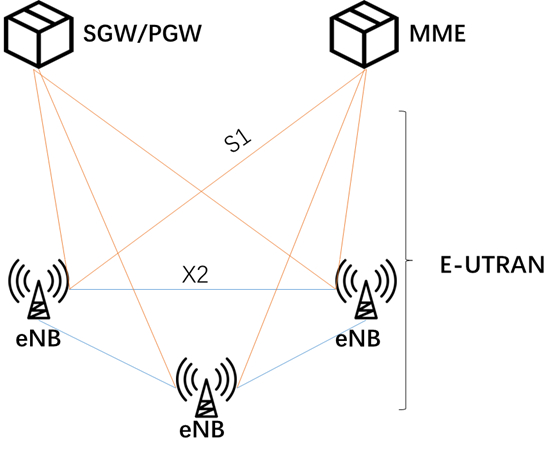 SGW/PGW
MME
S1
E-UTRAN
X2
eNB
eNB
eNB